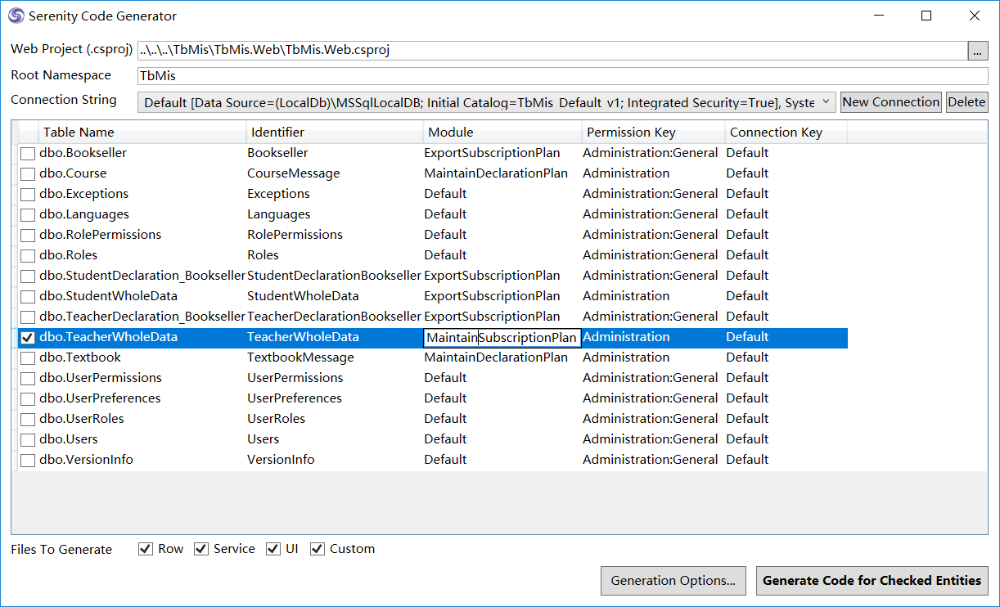 Serenity Code Generator
Web Project (.csproj) ..\..\..\TbMis\TbMis.Web\TbMis.Web.csproj ...
Root Namespace TbMis
Connection String Default [Data Source=(LocalDb)\MSSqlLocalDB; Initial Catalog=TbMis_Default_v1; Integrated Security=True], Syste New Connection Delete
Table Name Identifier Module Permission Key Connection Key
dbo.Bookseller Bookseller ExportSubscriptionPlan Administration:General Default
dbo.Course CourseMessage MaintainDeclarationPlan Administration Default
dbo.Exceptions Exceptions Default Administration:General Default
dbo.Languages Languages Default Administration:General Default
dbo.RolePermissions RolePermissions Default Administration:General Default
dbo.Roles Roles Default Administration:General Default
dbo.StudentDeclaration_Bookseller StudentDeclarationBookseller ExportSubscriptionPlan Administration:General Default
dbo.StudentWholeData StudentWholeData ExportSubscriptionPlan Administration Default
dbo.TeacherDeclaration_Bookseller TeacherDeclarationBookseller ExportSubscriptionPlan Administration:General Default
dbo.TeacherWholeData TeacherWholeData MaintainSubscriptionPlan Administration Default
dbo.Textbook TextbookMessage MaintainDeclarationPlan Administration Default
dbo.UserPermissions UserPermissions Default Administration:General Default
dbo.UserPreferences UserPreferences Default Administration:General Default
dbo.UserRoles UserRoles Default Administration:General Default
dbo.Users Users Default Administration:General Default
dbo.VersionInfo VersionInfo Default Administration:General Default
Files To Generate Row Service UI Custom
Generation Options... Generate Code for Checked Entities